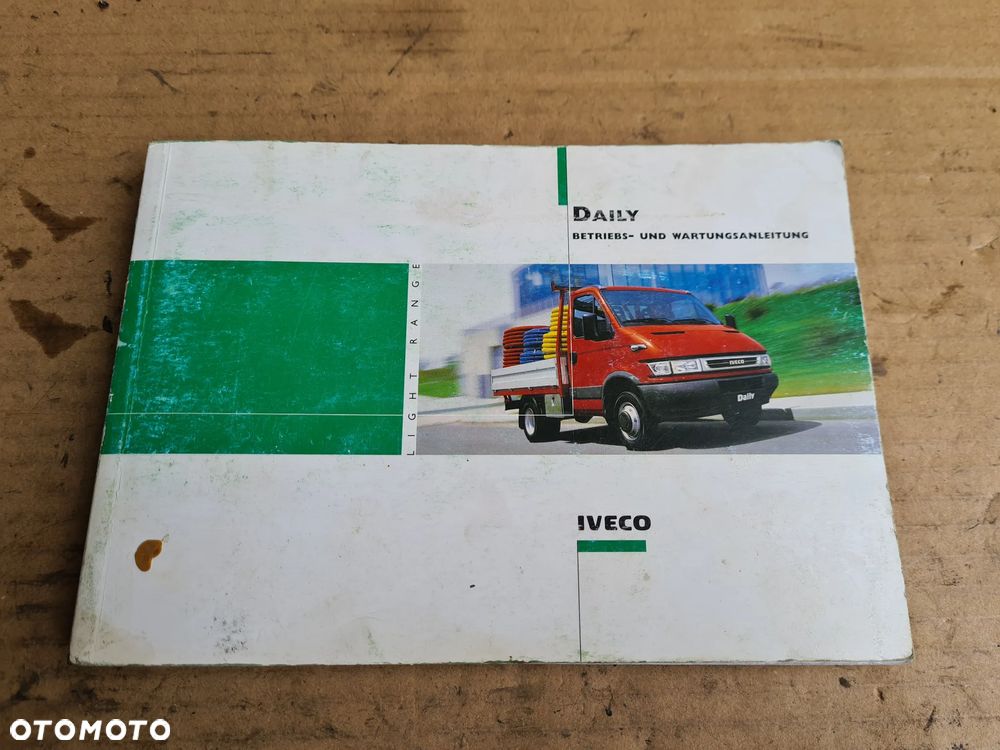 DAILY
BETRIEBS- UND WARTUNGSANLEITUNG
LIGHT RANGE
IVECO
Daily
IVECO
OTOMOTO